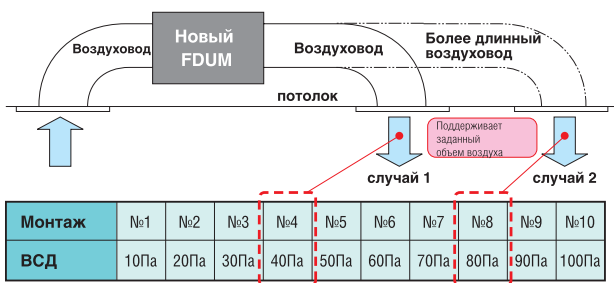 Воздуховод
Новый
FDUM
Воздуховод
Более длинный
воздуховод
потолок
Поддерживает
заданный
объем воздуха
случай 1
случай 2
Монтаж №1 №2 №3 №4 №5 №6 №7 №8 №9 №10
ВСД 10Па 20Па 30Па 40Па 50Па 60Па 70Па 80Па 90Па 100Па